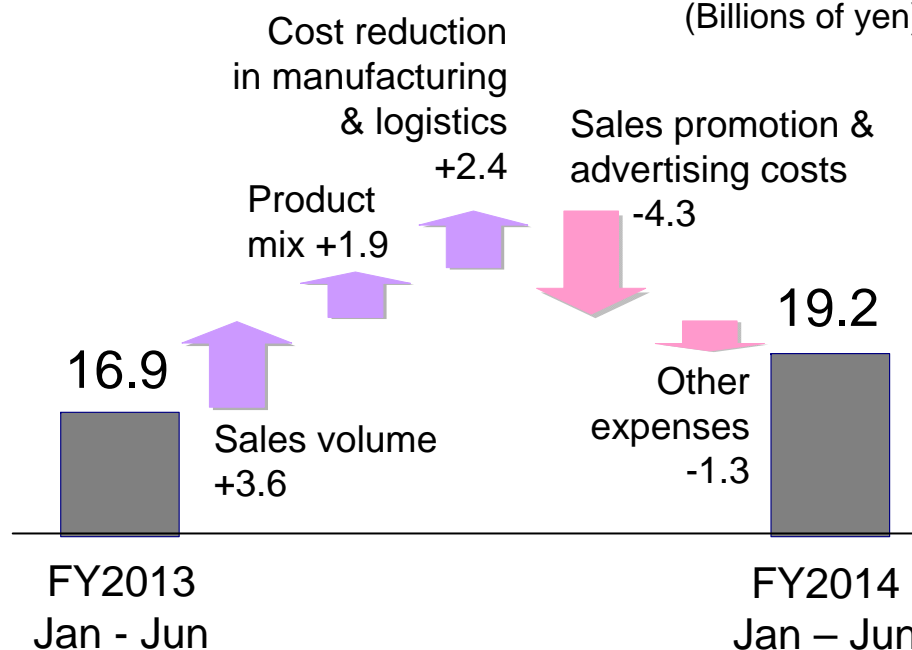 (Billions of yen)
Cost reduction
in manufacturing
& logistics
+2.4
Sales promotion &
advertising costs
-4.3
Product
mix +1.9
16.9
19.2
Sales volume
+3.6
Other
expenses
-1.3
FY2013
Jan - Jun
FY2014
Jan – Jun